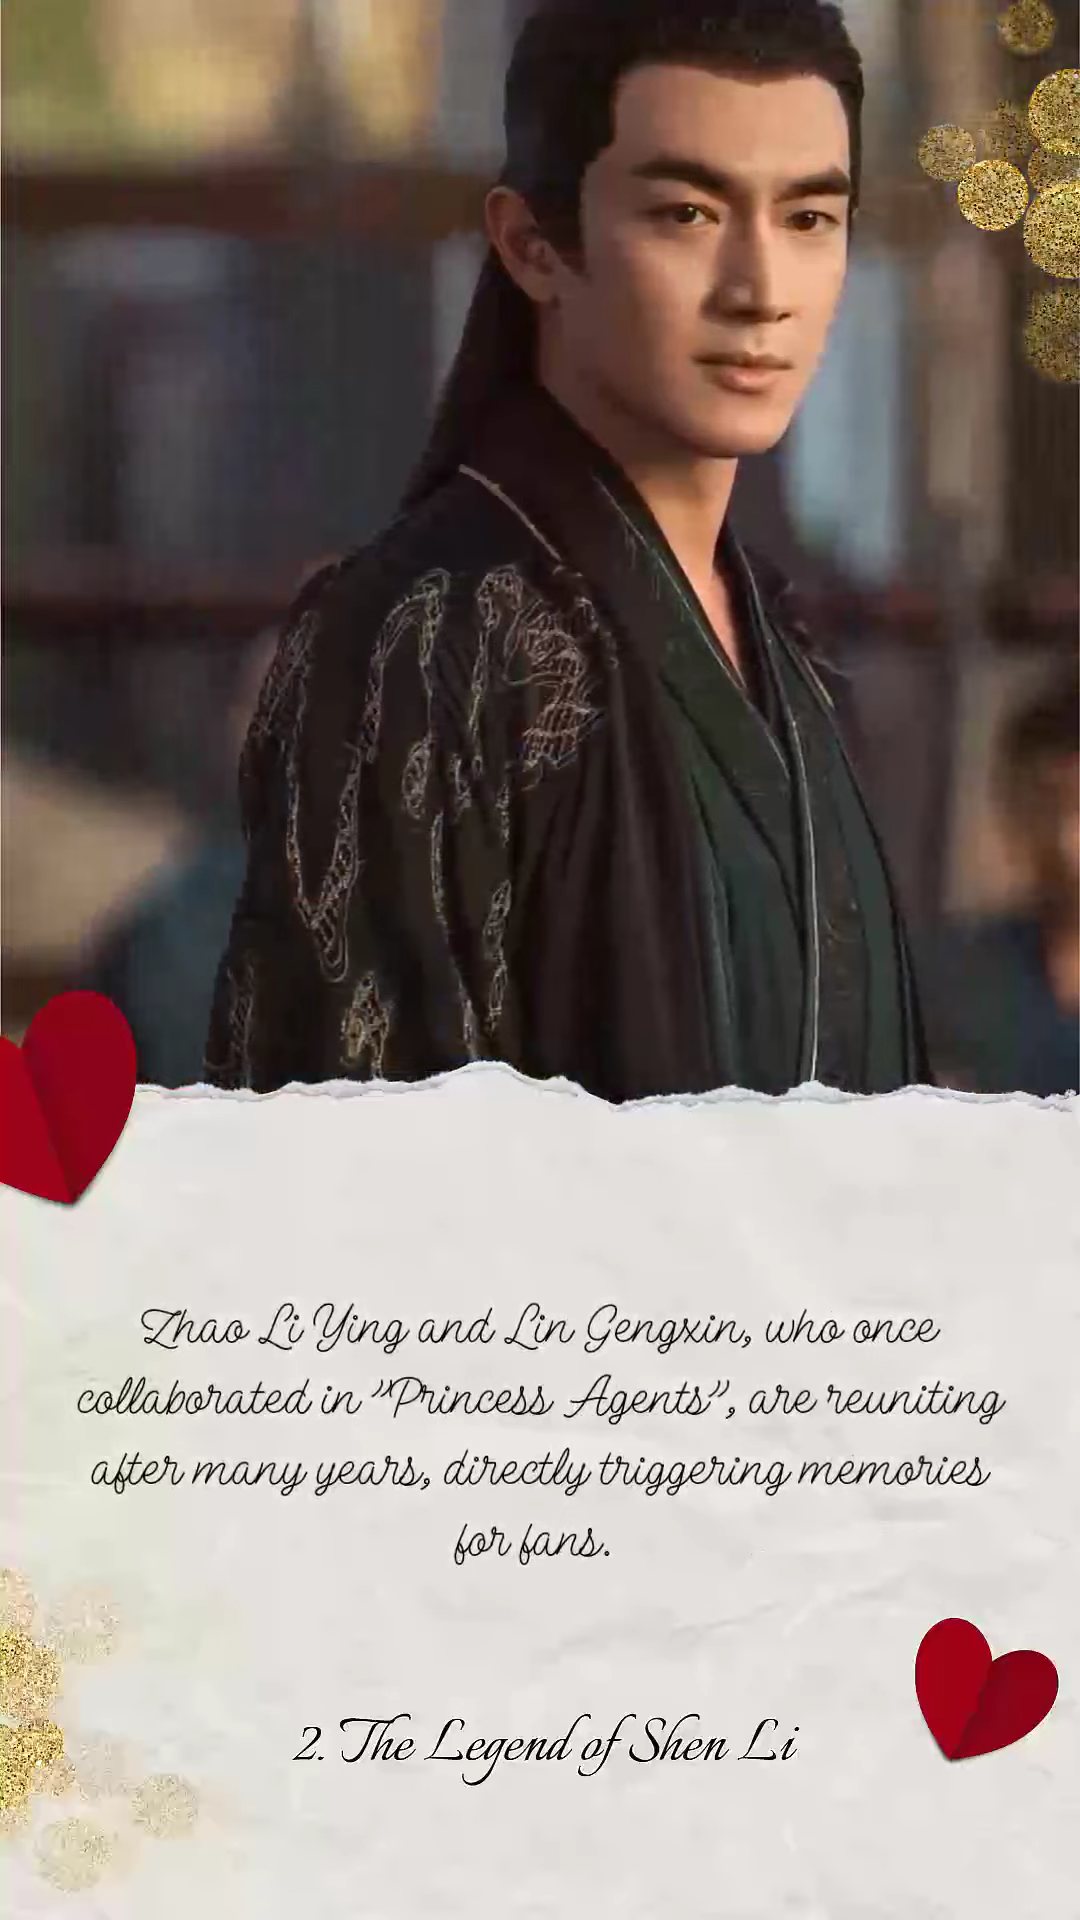 Zhao Li Ying and Lin Gengxin, who once
collaborated in "Princess Agents", are reuniting
after many years, directly triggering memories
for fans.
2. The Legend of Shen Li